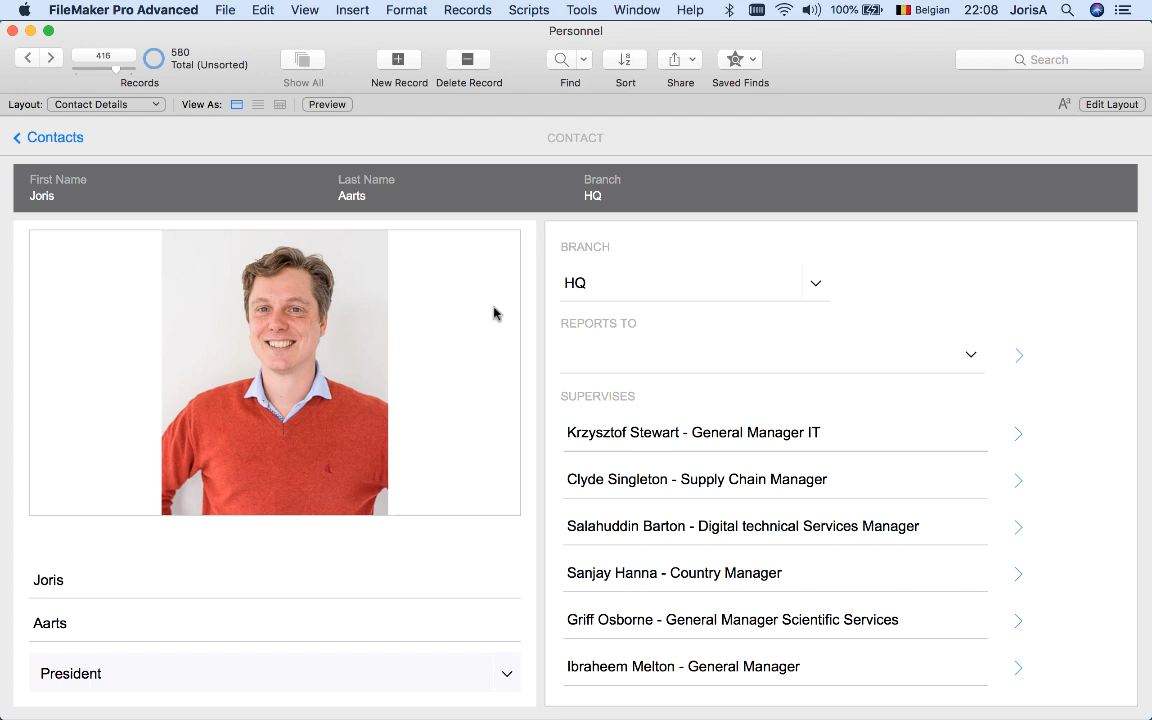 FileMaker Pro Advanced File Edit View Insert Format Records Scripts Tools Window Help 100% Belgian 22:08 JorisA
Personnel
416 580 Total (Unsorted)
Records Show All New Record Delete Record Find Sort Share Saved Finds Search
Layout: Contact Details View As: Preview Aa Edit Layout
Contacts CONTACT
First Name Last Name Branch
Joris Aarts HQ
BRANCH
HQ
REPORTS TO
SUPERVISES
Krzysztof Stewart - General Manager IT
Clyde Singleton - Supply Chain Manager
Salahuddin Barton - Digital technical Services Manager
Sanjay Hanna - Country Manager
Griff Osborne - General Manager Scientific Services
Ibraheem Melton - General Manager
Joris
Aarts
President